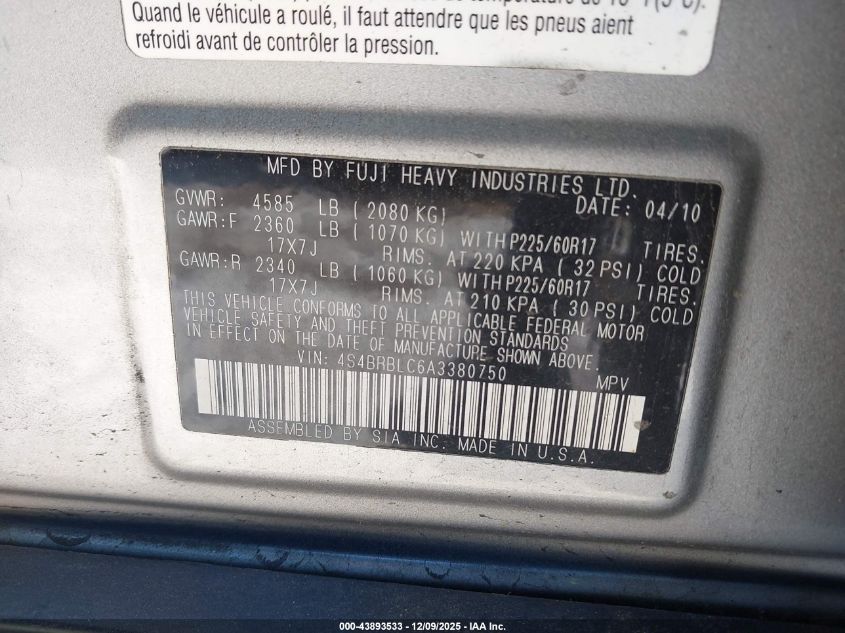 température de
Quand le véhicule a roulé, il faut attendre que les pneus aient
refroidi avant de contrôler la pression.
MFD BY FUJI HEAVY INDUSTRIES LTD.
GVWR: 4585 LB ( 2080 KG) DATE: 04/10
GAWR:F 2360 LB ( 1070 KG) WITH P225/60R17 TIRES.
17X7J RIMS. AT 220 KPA ( 32 PSI) COLD
GAWR:R 2340 LB ( 1060 KG) WITH P225/60R17 TIRES.
17X7J RIMS. AT 210 KPA ( 30 PSI) COLD
THIS VEHICLE CONFORMS TO ALL APPLICABLE FEDERAL MOTOR
VEHICLE SAFETY AND THEFT PREVENTION STANDARDS
IN EFFECT ON THE DATE OF MANUFACTURE SHOWN ABOVE.
VIN: 4S4BRBLC6A3380750 MPV
ASSEMBLED BY SIA INC. MADE IN U.S.A.
000-43893533 - 12/09/2025 - IAA Inc.